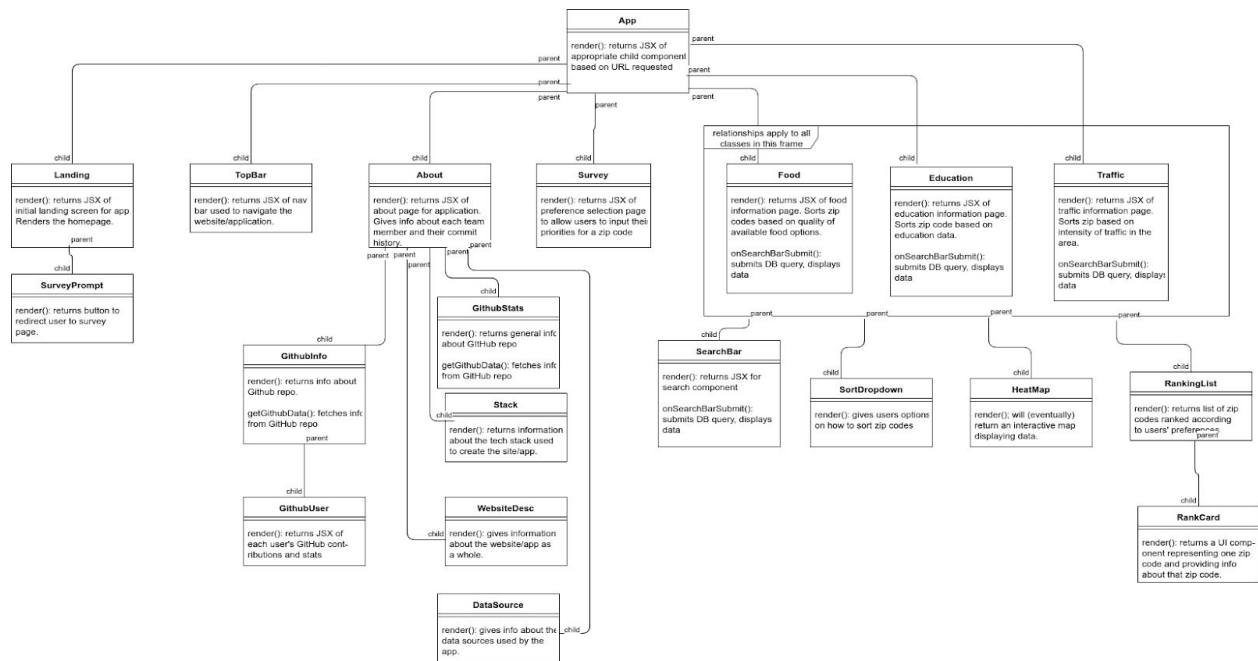 App
render(): returns JSX of
appropriate child component
based on URL requested
parent
parent
parent
parent
parent
parent
parent
relationships apply to all
classes in this frame
child
child
child
child
child
child
child
Landing
render(): returns JSX of
initial landing screen for app
Renders the homepage.
parent
TopBar
render(): returns JSX of nav
bar used to navigate the
website/application.
About
render(): returns JSX of
about page for application.
Gives info about each team
member and their commit
history.
parent
parent
parent
parent
parent
Survey
render(): returns JSX of
preference selection page
to allow users to input their
priorities for a zip code
Food
render(): returns JSX of food
information page. Sorts zip
codes based on quality of
available food options.
onSearchBarSubmit():
submits DB query, displays
data
Education
render(): returns JSX of
education information page.
Sorts zip code based on
education data.
onSearchBarSubmit():
submits DB query, displays
data
Traffic
render(): returns JSX of
traffic information page.
Sorts zip based on
intensity of traffic in the
area.
onSearchBarSubmit():
submits DB query, displays
data
parent
parent
parent
parent
child
SurveyPrompt
render(): returns button to
redirect user to survey
page.
child
GithubStats
render(): returns general info
about GItHub repo
getGithubData(): fetches info
from GitHub repo
child
GithubInfo
render(): returns info about
Github repo.
getGithubData(): fetches info
from GitHub repo
parent
child
Stack
render(): returns information
about the tech stack used
to create the site/app.
child
SearchBar
render(): returns JSX for
search component
onSearchBarSubmit():
submits DB query, displays
data
child
SortDropdown
render(): gives users options
on how to sort zip codes
child
HeatMap
render(); will (eventually)
return an interactive map
displaying data.
child
RankingList
render(): returns list of zip
codes ranked according
to users' preferences
parent
child
GithubUser
render(): returns JSX of
each user's GitHub cont-
ributions and stats
child
WebsiteDesc
render(): gives information
about the website/app as
a whole.
child
RankCard
render(): returns a UI comp-
onent representing one zip
code and providing info
about that zip code.
DataSource
render(): gives info about the
data sources used by the
app.
child